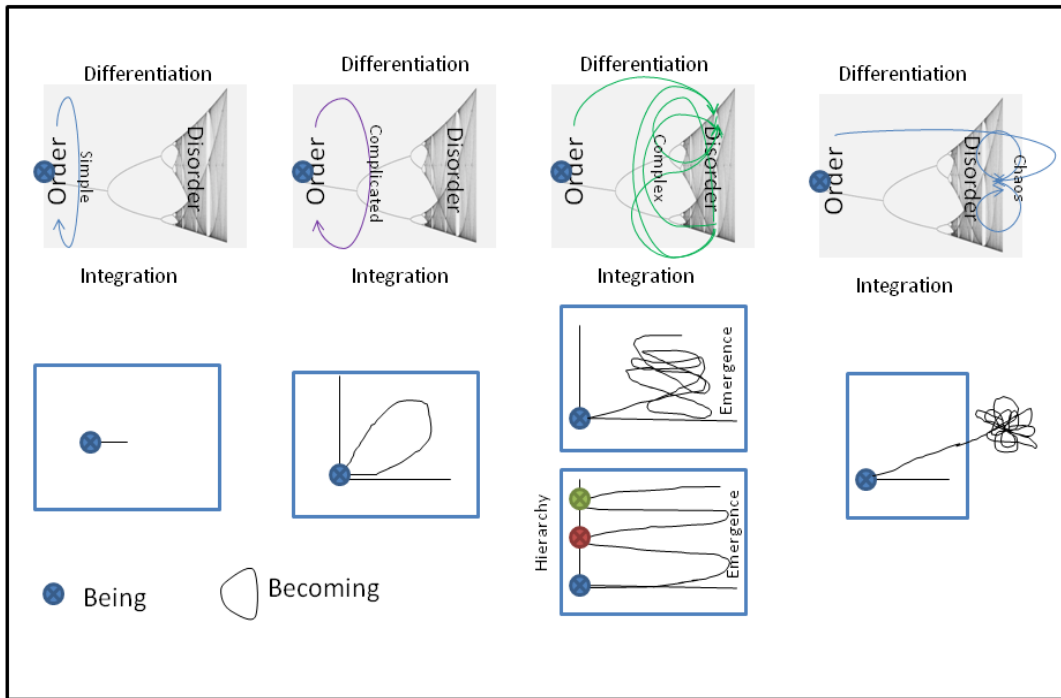 Differentiation
Order
Simple
Disorder
Integration
Differentiation
Order
Complicated
Disorder
Integration
Differentiation
Order
Complex
Disorder
Integration
Differentiation
Order
Disorder
Chaos
Integration
Emergence
Hierarchy
Emergence
Being
Becoming